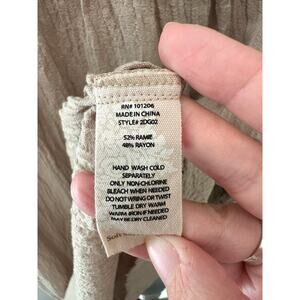 RN# 101206
MADE IN CHINA
STYLE# 2DG02
52% RAMIE
48% RAYON
HAND WASH COLD
SEPARATELY
ONLY NON-CHLORINE
BLEACH WHEN NEEDED
DO NOT WRING OR TWIST
TUMBLE DRY WARM
WARM IRON IF NEEDED
MAY BE DRY CLEANED
Soft